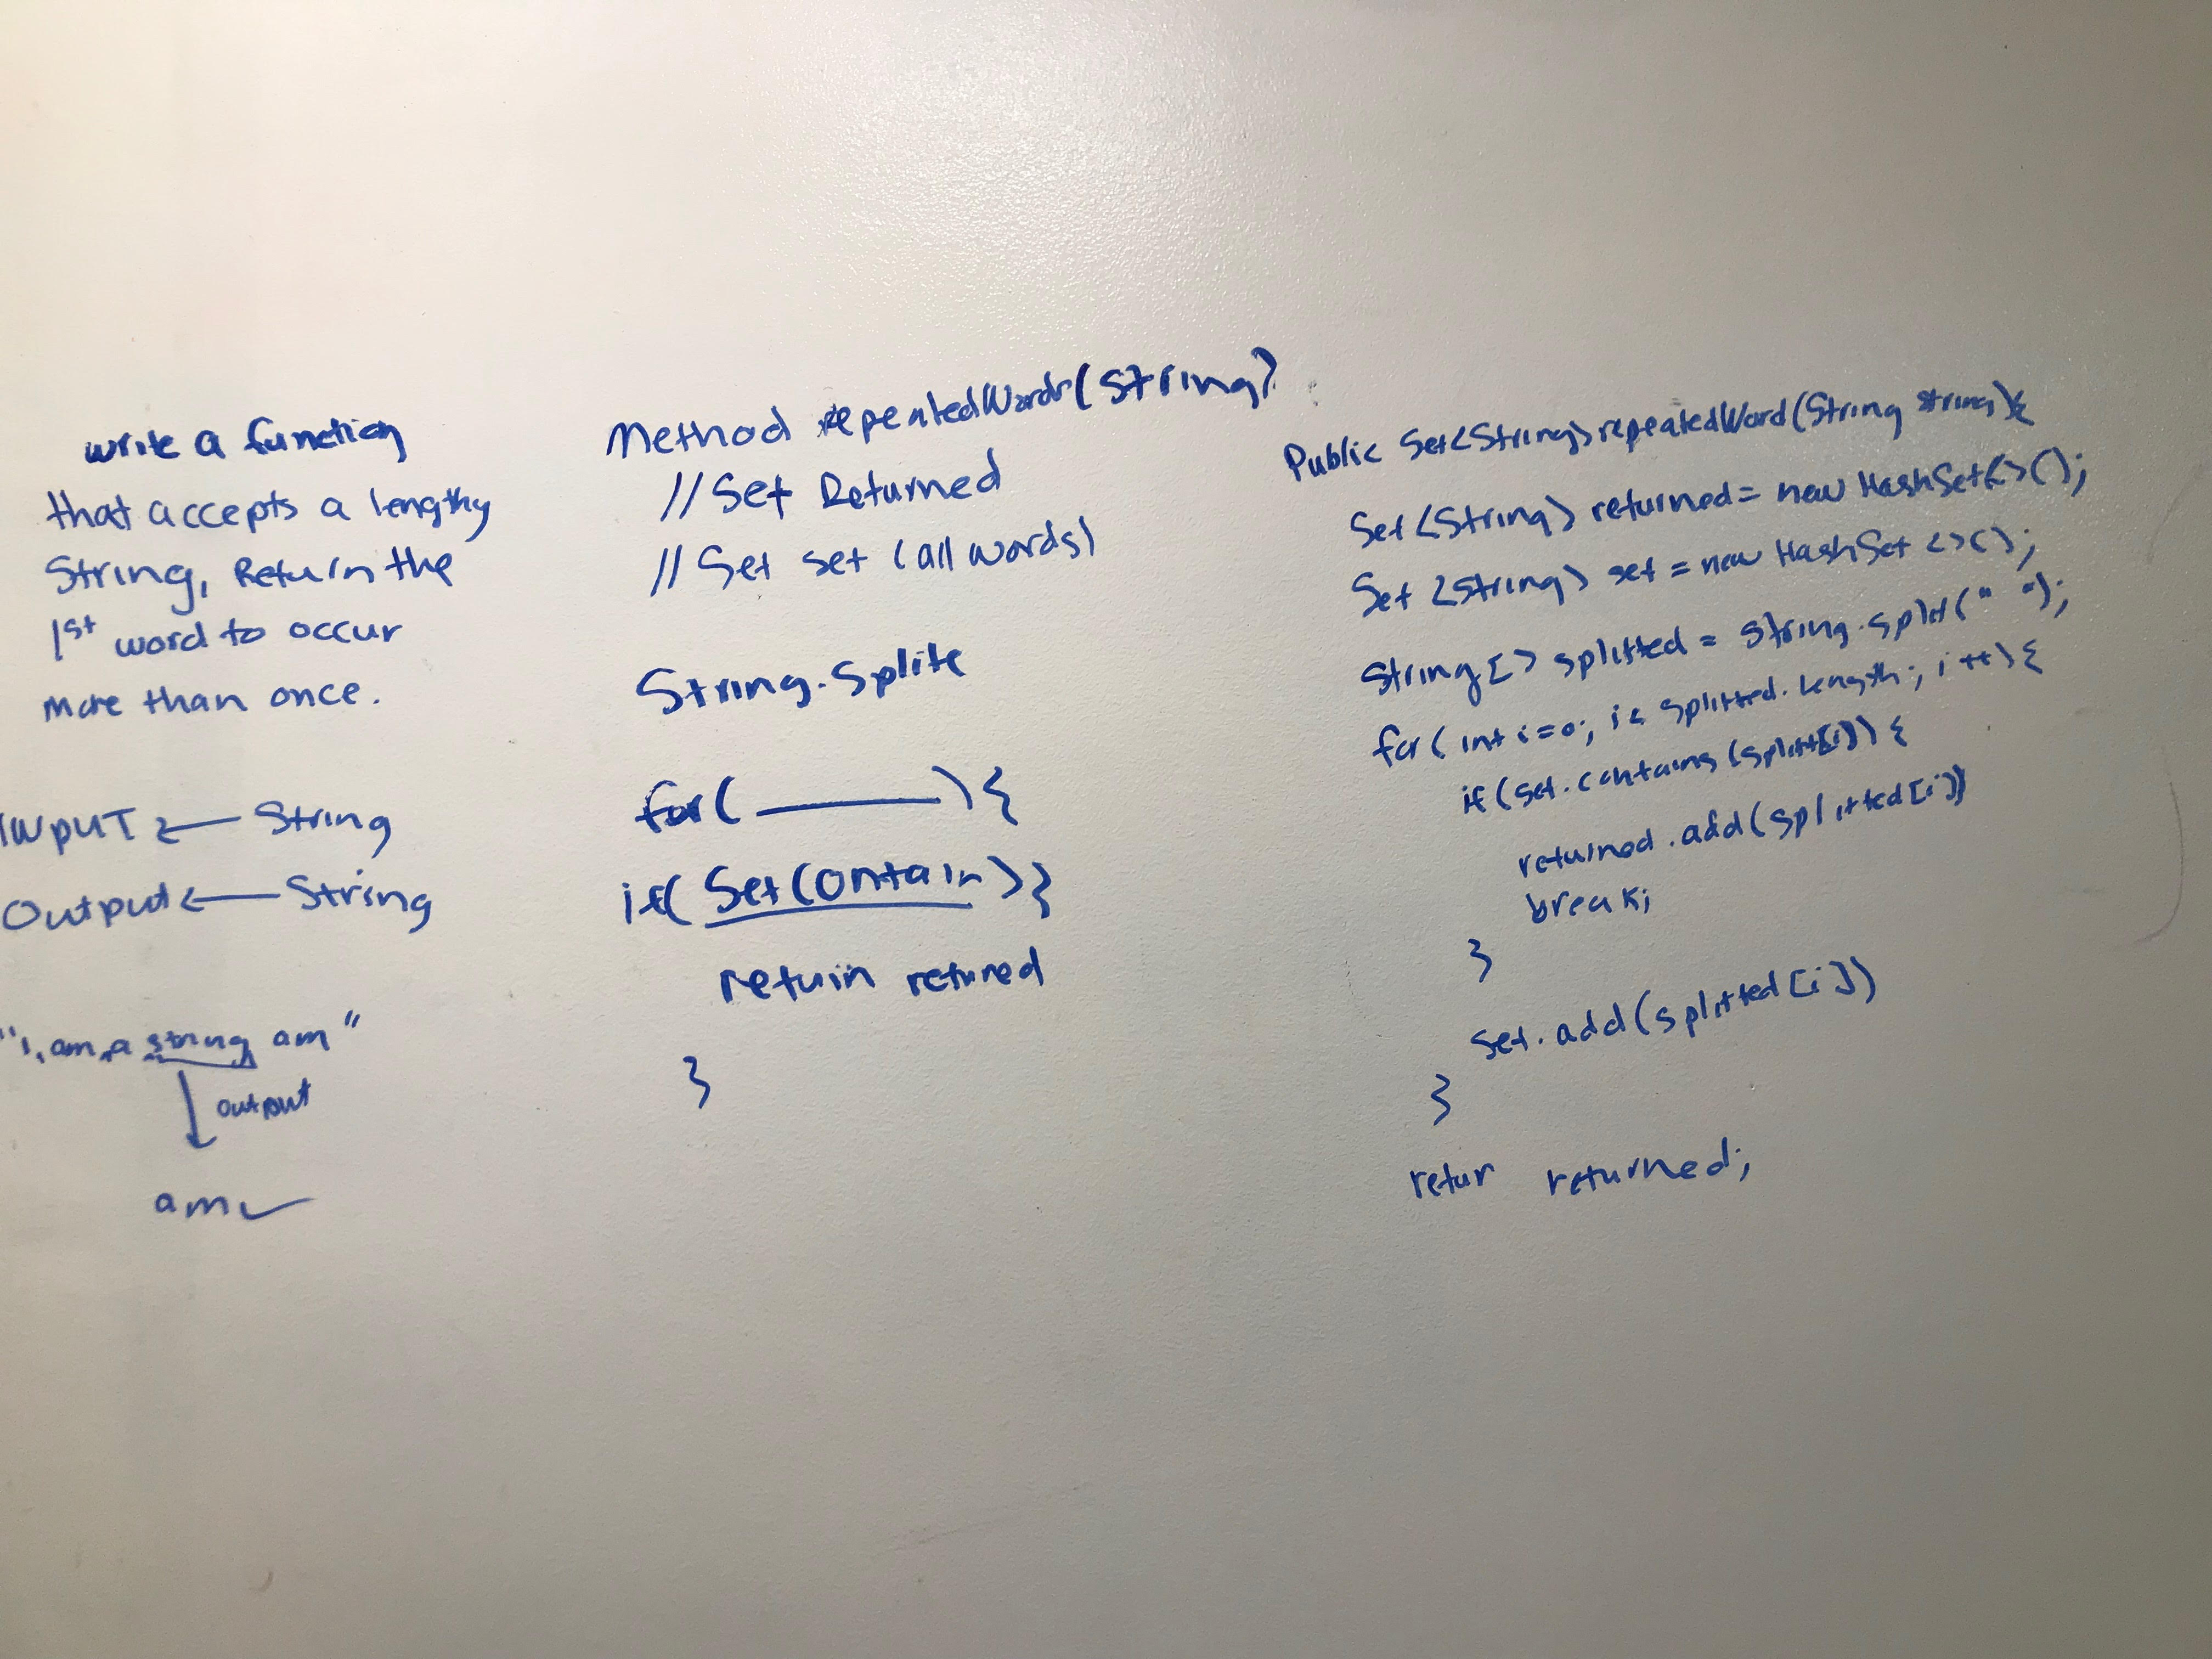 write a function
that accepts a lengthy
String, Return the
1st word to occur
more than once.
INPUT ← String
Output ← String
"i, am, a string am"
output
am
Method repeatedWords(String)
// Set Returned
// Set set (all words)
String.splite
for( ______ ) {
if( Set Contain ) }
return retured
}
Public Set<String> repeatedWord(String string){
Set <String> returned = new HashSet<>();
Set <String> set = new HashSet <>();
String[] splitted = string.split(" ");
for( int i=0; i< splitted.length; i++) {
if (set.contains (splitt[i])) {
returned.add(splitted[i])
break;
}
set.add(splitted[i])
}
retur returned;